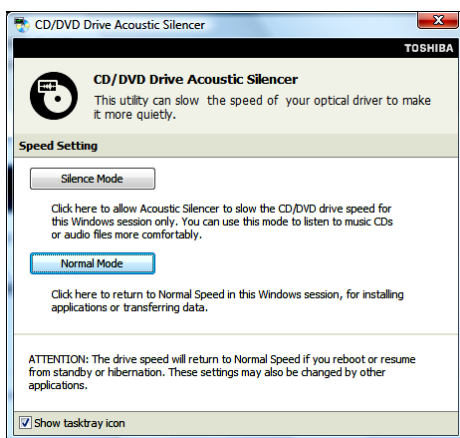 CD/DVD Drive Acoustic Silencer
TOSHIBA
CD/DVD Drive Acoustic Silencer
This utility can slow the speed of your optical driver to make
it more quietly.
Speed Setting
Silence Mode
Click here to allow Acoustic Silencer to slow the CD/DVD drive speed for
this Windows session only. You can use this mode to listen to music CDs
or audio files more comfortably.
Normal Mode
Click here to return to Normal Speed in this Windows session, for installing
applications or transferring data.
ATTENTION: The drive speed will return to Normal Speed if you reboot or resume
from standby or hibernation. These settings may also be changed by other
applications.
Show tasktray icon